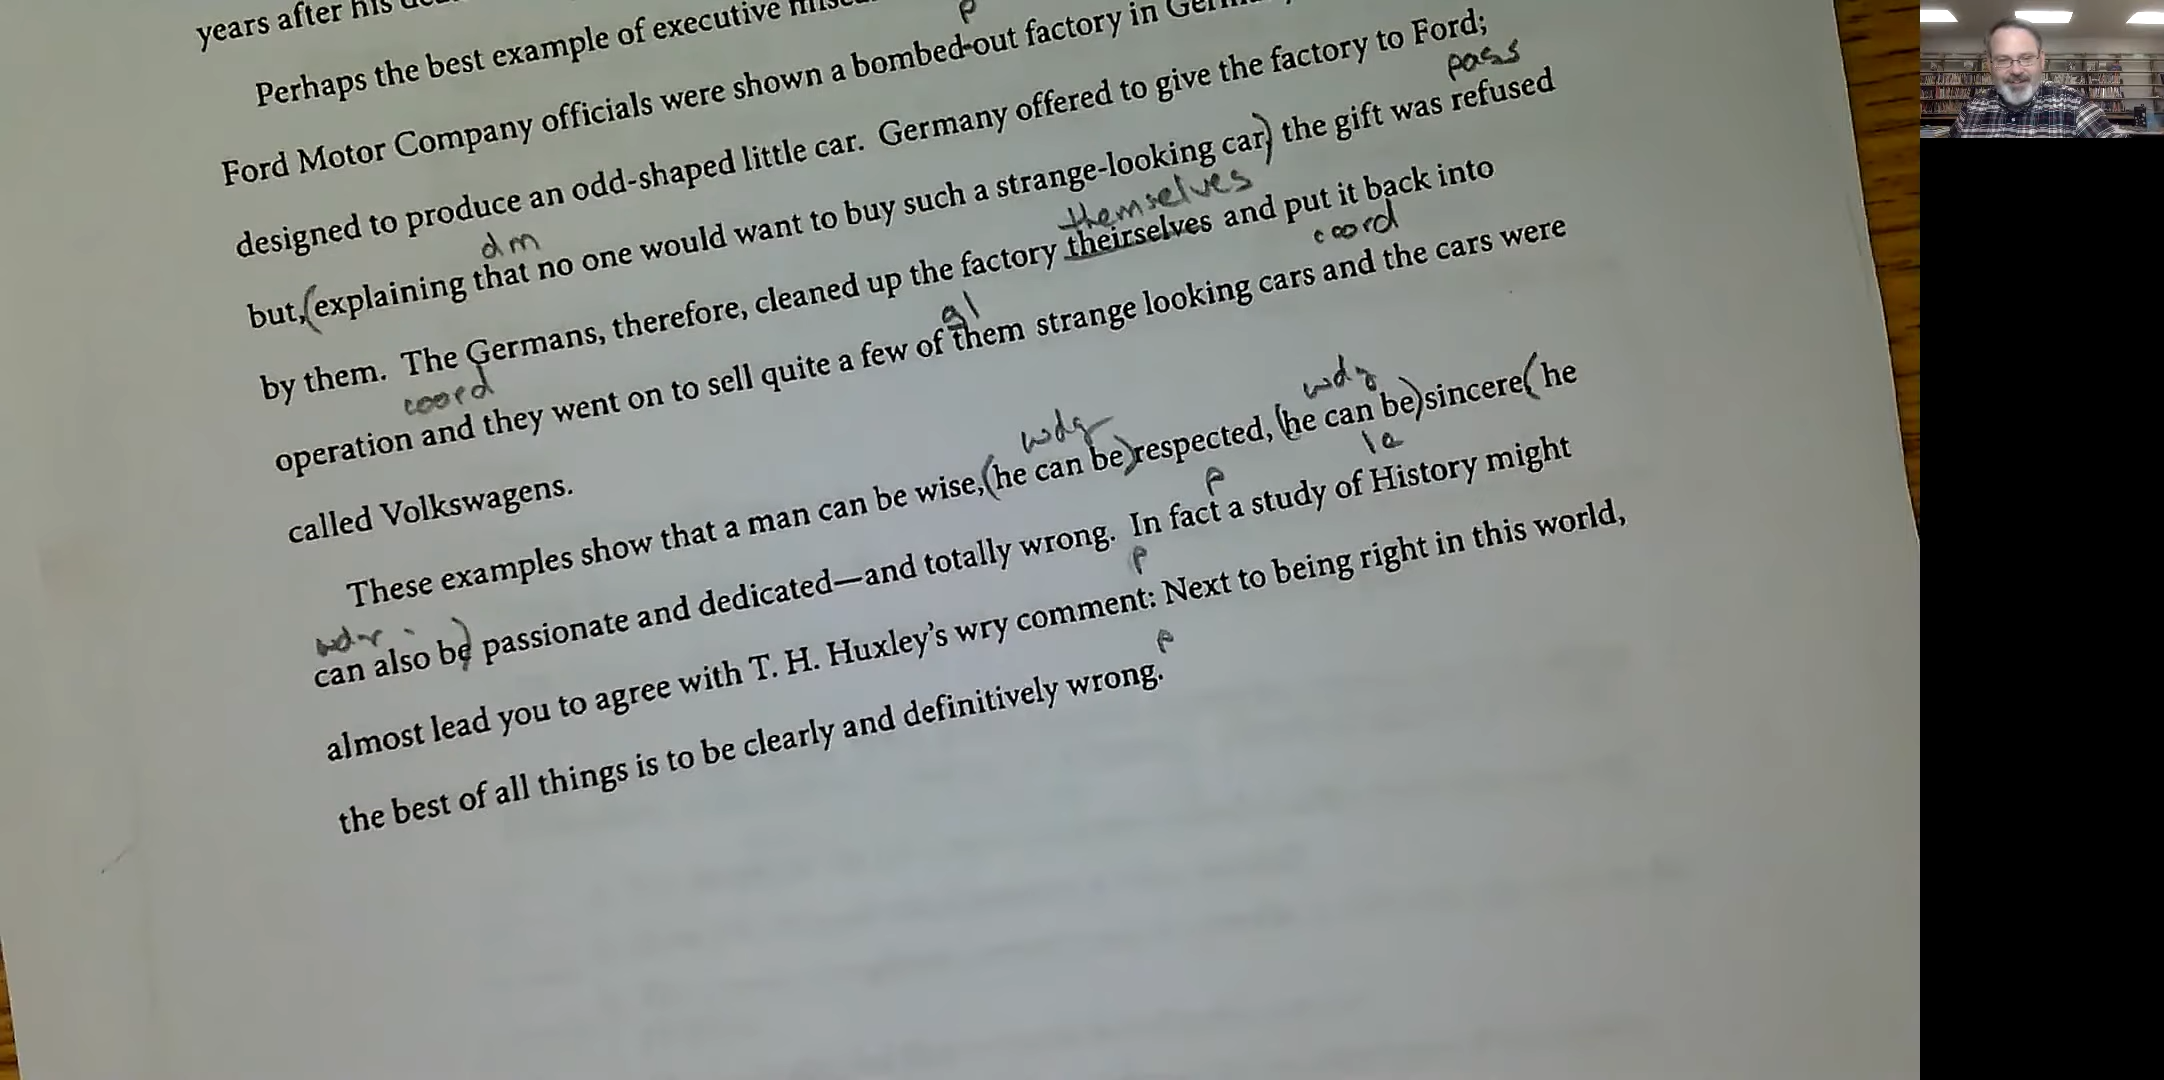 years after his
Perhaps the best example of executive
P
Ford Motor Company officials were shown a bombed-out factory in
designed to produce an odd-shaped little car. Germany offered to give the factory to Ford;
dm
pass
but, (explaining that no one would want to buy such a strange-looking car) the gift was refused
themselves
by them. The Germans, therefore, cleaned up the factory theirselves and put it back into
coord
gl
coord
operation and they went on to sell quite a few of them strange looking cars and the cars were
called Volkswagens.
wdy
wdy
These examples show that a man can be wise, (he can be) respected, (he can be) sincere (he
wdy
P
lc
can also be) passionate and dedicated—and totally wrong. In fact a study of History might
P
almost lead you to agree with T. H. Huxley's wry comment: Next to being right in this world,
P
the best of all things is to be clearly and definitively wrong.